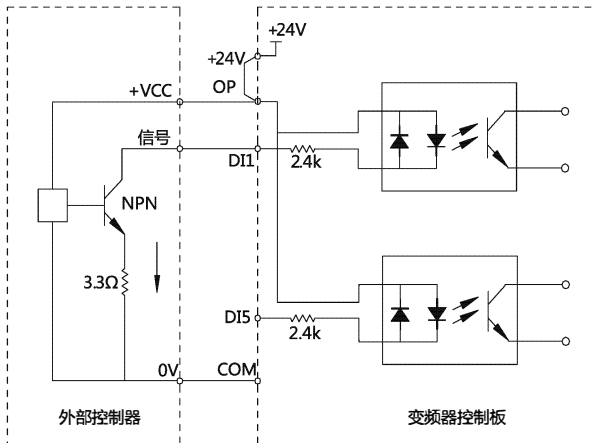 +24V
+24V
OP
+VCC
信号
DI1
2.4k
NPN
3.3Ω
DI5
2.4k
0V
COM
外部控制器
变频器控制板